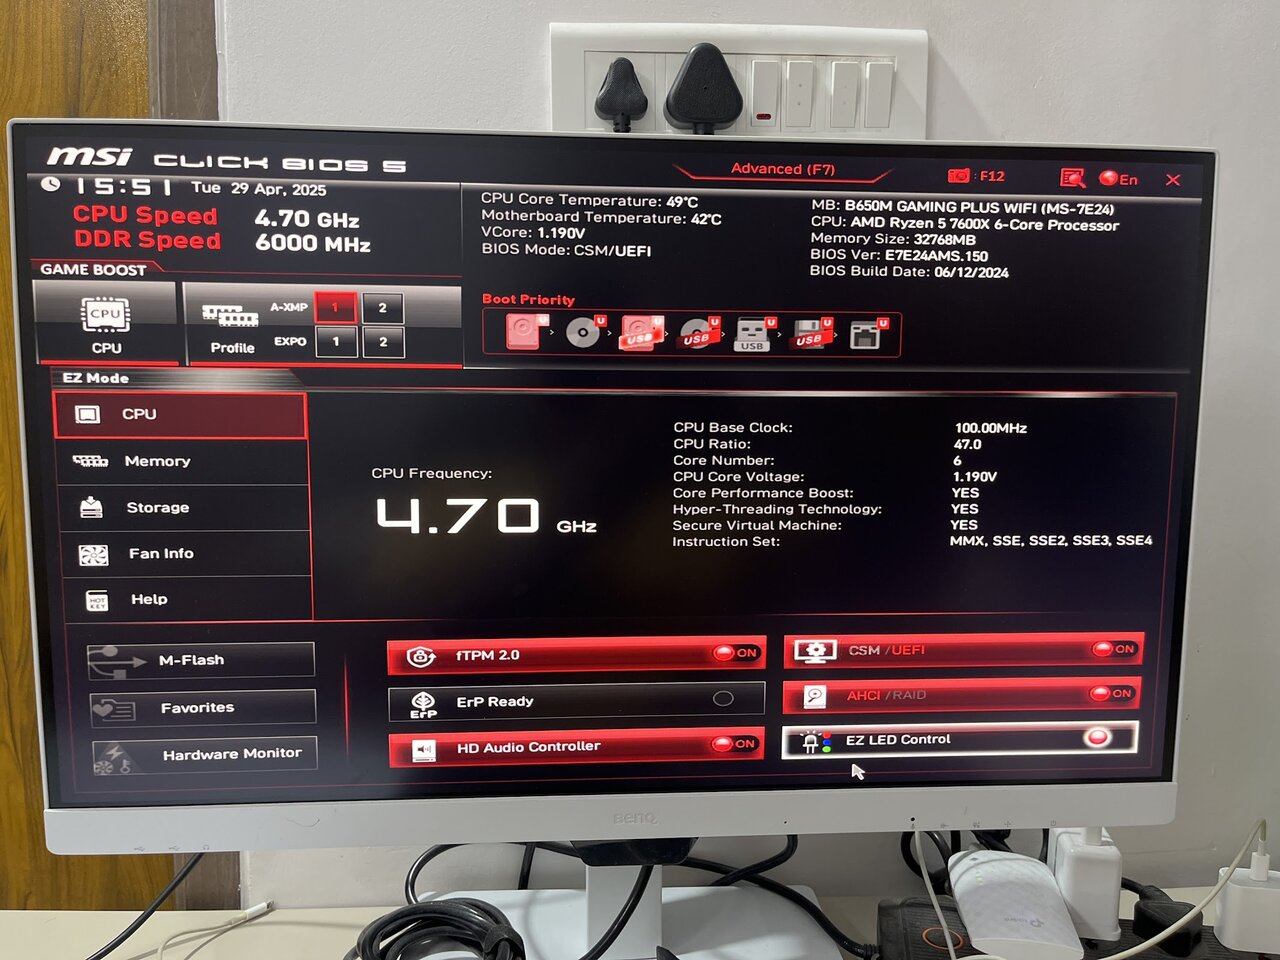 msi CLICK BIOS 5
Advanced (F7)
: F12
En
X
15:51 Tue 29 Apr, 2025
CPU Speed 4.70 GHz
DDR Speed 6000 MHz
CPU Core Temperature: 49°C
Motherboard Temperature: 42°C
VCore: 1.190V
BIOS Mode: CSM/UEFI
MB: B650M GAMING PLUS WIFI (MS-7E24)
CPU: AMD Ryzen 5 7600X 6-Core Processor
Memory Size: 32768MB
BIOS Ver: E7E24AMS.150
BIOS Build Date: 06/12/2024
GAME BOOST
CPU
CPU
Profile
A-XMP 1 2
EXPO 1 2
Boot Priority
U U U U U U U
USB USB USB USB
EZ Mode
CPU
Memory
Storage
Fan Info
HOT KEY
Help
CPU Frequency:
4.70 GHz
CPU Base Clock: 100.00MHz
CPU Ratio: 47.0
Core Number: 6
CPU Core Voltage: 1.190V
Core Performance Boost: YES
Hyper-Threading Technology: YES
Secure Virtual Machine: YES
Instruction Set: MMX, SSE, SSE2, SSE3, SSE4
M-Flash
Favorites
Hardware Monitor
fTPM 2.0 ON
ErP
ErP Ready
HD Audio Controller ON
CSM /UEFI ON
AHCI /RAID ON
EZ LED Control
BenQ